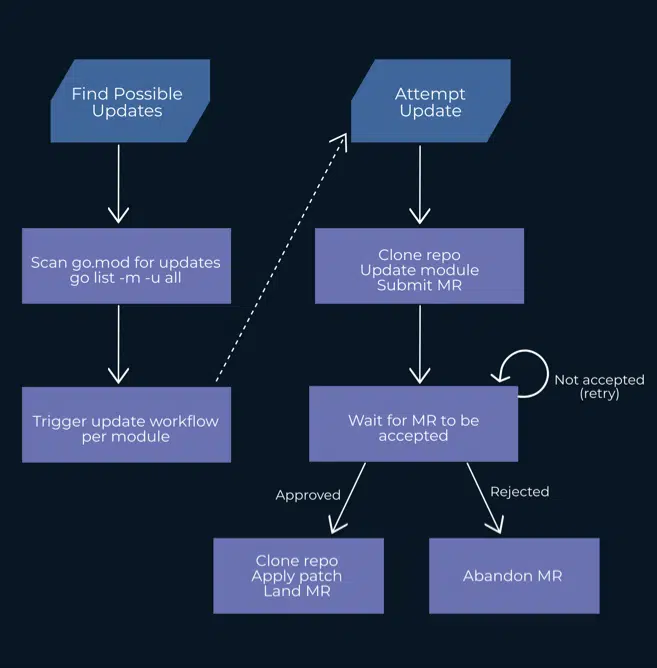 Find Possible
Updates
Scan go.mod for updates
go list -m -u all
Trigger update workflow
per module
Attempt
Update
Clone repo
Update module
Submit MR
Wait for MR to be
accepted
Not accepted
(retry)
Approved
Rejected
Clone repo
Apply patch
Land MR
Abandon MR